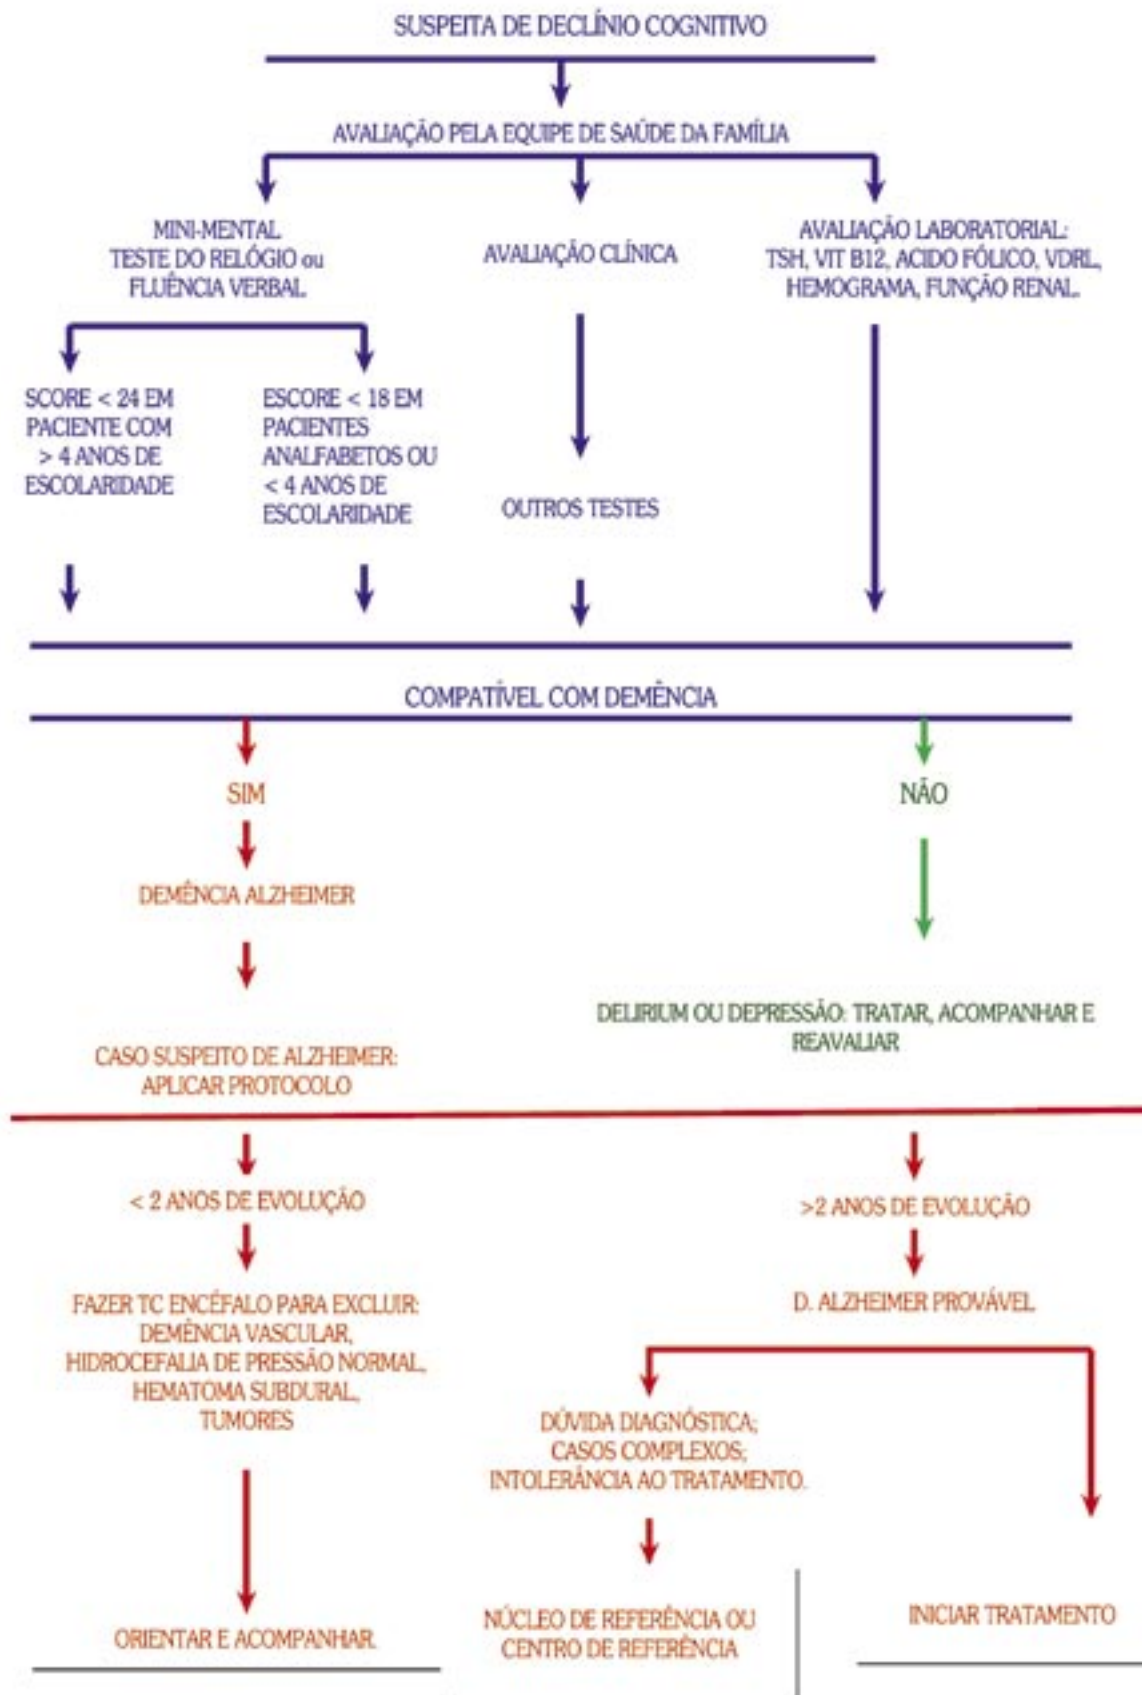 SUSPEITA DE DECLÍNIO COGNITIVO
AVALIAÇÃO PELA EQUIPE DE SAÚDE DA FAMÍLIA
MINI-MENTAL
TESTE DO RELÓGIO ou
FLUÊNCIA VERBAL
AVALIAÇÃO CLÍNICA
AVALIAÇÃO LABORATORIAL:
TSH, VIT B12, ACIDO FÓLICO, VDRL,
HEMOGRAMA, FUNÇÃO RENAL.
SCORE < 24 EM
PACIENTE COM
> 4 ANOS DE
ESCOLARIDADE
ESCORE < 18 EM
PACIENTES
ANALFABETOS OU
< 4 ANOS DE
ESCOLARIDADE
OUTROS TESTES
COMPATÍVEL COM DEMÊNCIA
SIM
NÃO
DEMÊNCIA ALZHEIMER
DELIRIUM OU DEPRESSÃO: TRATAR, ACOMPANHAR E
REAVALIAR
CASO SUSPEITO DE ALZHEIMER:
APLICAR PROTOCOLO
< 2 ANOS DE EVOLUÇÃO
>2 ANOS DE EVOLUÇÃO
FAZER TC ENCÉFALO PARA EXCLUIR:
DEMÊNCIA VASCULAR,
HIDROCEFALIA DE PRESSÃO NORMAL,
HEMATOMA SUBDURAL,
TUMORES
D. ALZHEIMER PROVÁVEL
DÚVIDA DIAGNÓSTICA;
CASOS COMPLEXOS;
INTOLERÂNCIA AO TRATAMENTO.
ORIENTAR E ACOMPANHAR.
NÚCLEO DE REFERÊNCIA OU
CENTRO DE REFERÊNCIA
INICIAR TRATAMENTO